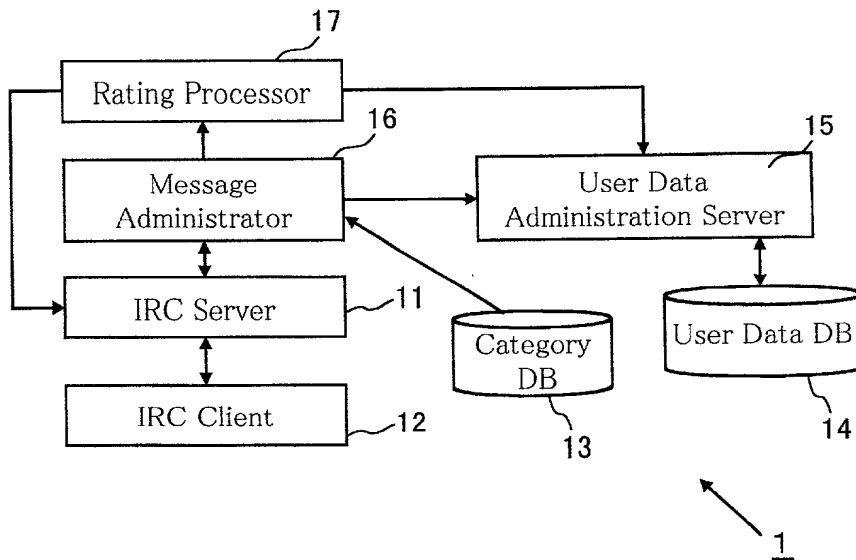 17
Rating Processor
16
15
Message
Administrator
User Data
Administration Server
IRC Server
11
Category
DB
User Data DB
IRC Client
12
13
14
1